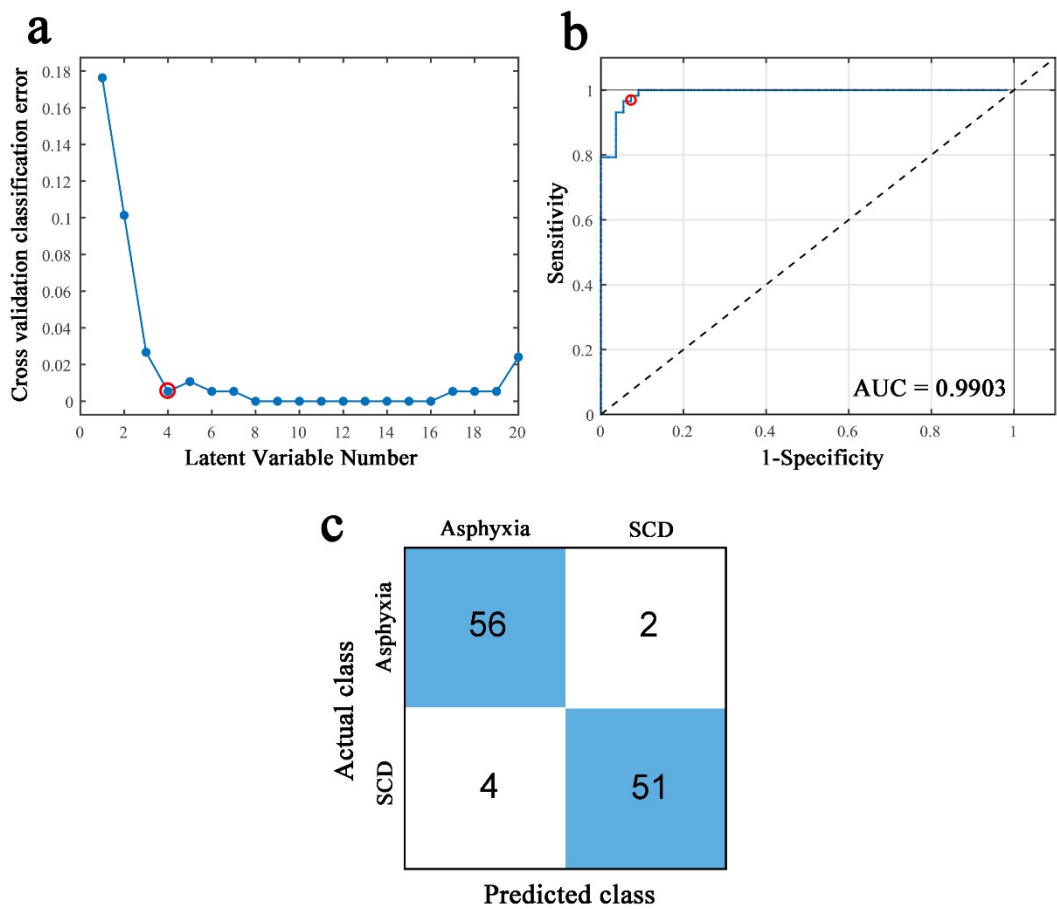 a
Cross validation classification error
0.18
0.16
0.14
0.12
0.1
0.08
0.06
0.04
0.02
0
0 2 4 6 8 10 12 14 16 18 20
Latent Variable Number
b
Sensitivity
1
0.8
0.6
0.4
0.2
0
AUC = 0.9903
0 0.2 0.4 0.6 0.8 1
1-Specificity
c
Asphyxia SCD
Actual class
Asphyxia
56 2
SCD
4 51
Predicted class